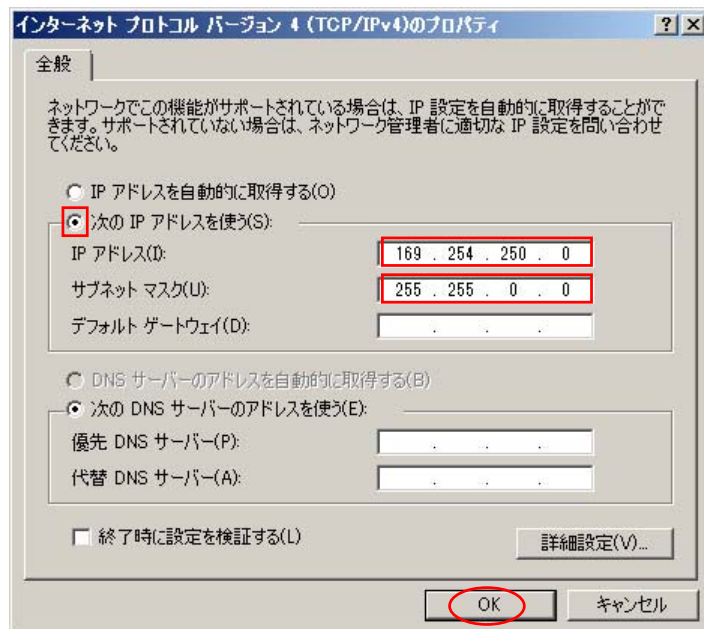 インターネット プロトコル バージョン 4 (TCP/IPv4)のプロパティ
全般
ネットワークでこの機能がサポートされている場合は、IP 設定を自動的に取得することがで
きます。サポートされていない場合は、ネットワーク管理者に適切な IP 設定を問い合わせ
てください。
IP アドレスを自動的に取得する(O)
次の IP アドレスを使う(S):
IP アドレス(I): 169 . 254 . 250 . 0
サブネット マスク(U): 255 . 255 . 0 . 0
デフォルト ゲートウェイ(D): . . .
DNS サーバーのアドレスを自動的に取得する(B)
次の DNS サーバーのアドレスを使う(E):
優先 DNS サーバー(P): . . .
代替 DNS サーバー(A): . . .
終了時に設定を検証する(L)
詳細設定(V)...
OK キャンセル